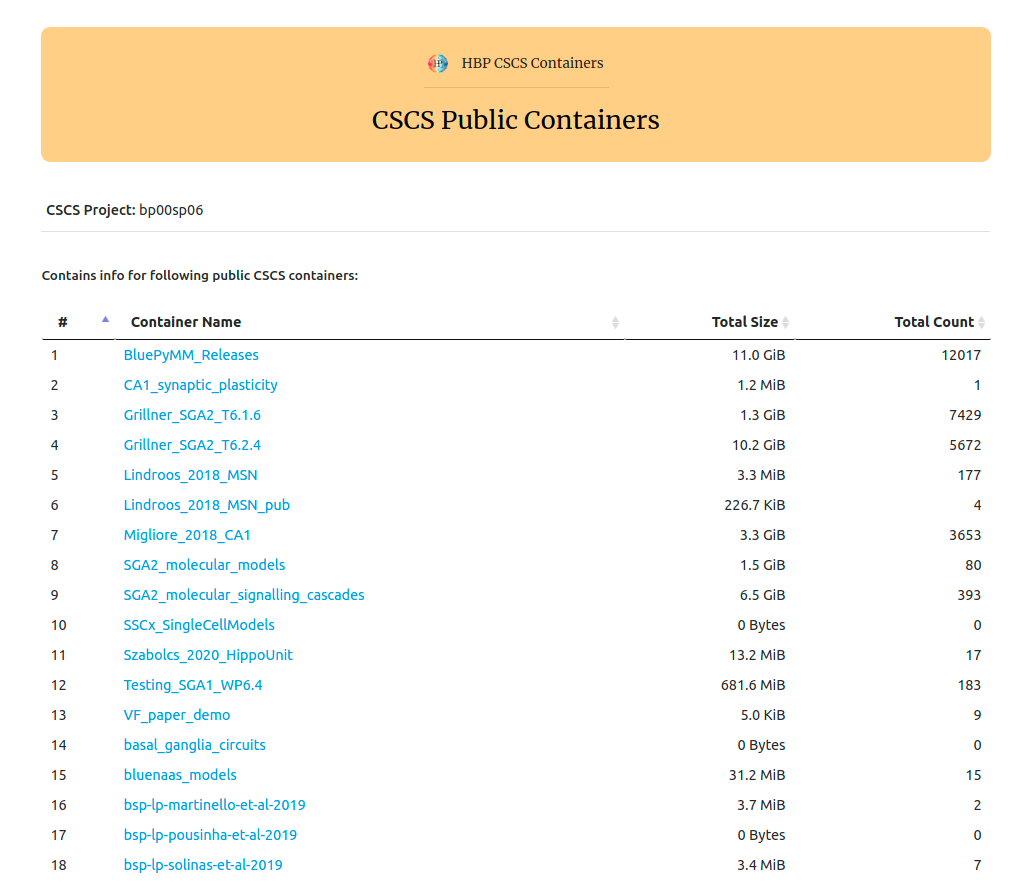 HBP CSCS Containers
CSCS Public Containers
CSCS Project: bp00sp06
Contains info for following public CSCS containers:
# Container Name Total Size Total Count
1 BluePyMM_Releases 11.0 GiB 12017
2 CA1_synaptic_plasticity 1.2 MiB 1
3 Grillner_SGA2_T6.1.6 1.3 GiB 7429
4 Grillner_SGA2_T6.2.4 10.2 GiB 5672
5 Lindroos_2018_MSN 3.3 MiB 177
6 Lindroos_2018_MSN_pub 226.7 KiB 4
7 Migliore_2018_CA1 3.3 GiB 3653
8 SGA2_molecular_models 1.5 GiB 80
9 SGA2_molecular_signalling_cascades 6.5 GiB 393
10 SSCx_SingleCellModels 0 Bytes 0
11 Szabolcs_2020_HippoUnit 13.2 MiB 17
12 Testing_SGA1_WP6.4 681.6 MiB 183
13 VF_paper_demo 5.0 KiB 9
14 basal_ganglia_circuits 0 Bytes 0
15 bluenaas_models 31.2 MiB 15
16 bsp-lp-martinello-et-al-2019 3.7 MiB 2
17 bsp-lp-pousinha-et-al-2019 0 Bytes 0
18 bsp-lp-solinas-et-al-2019 3.4 MiB 7